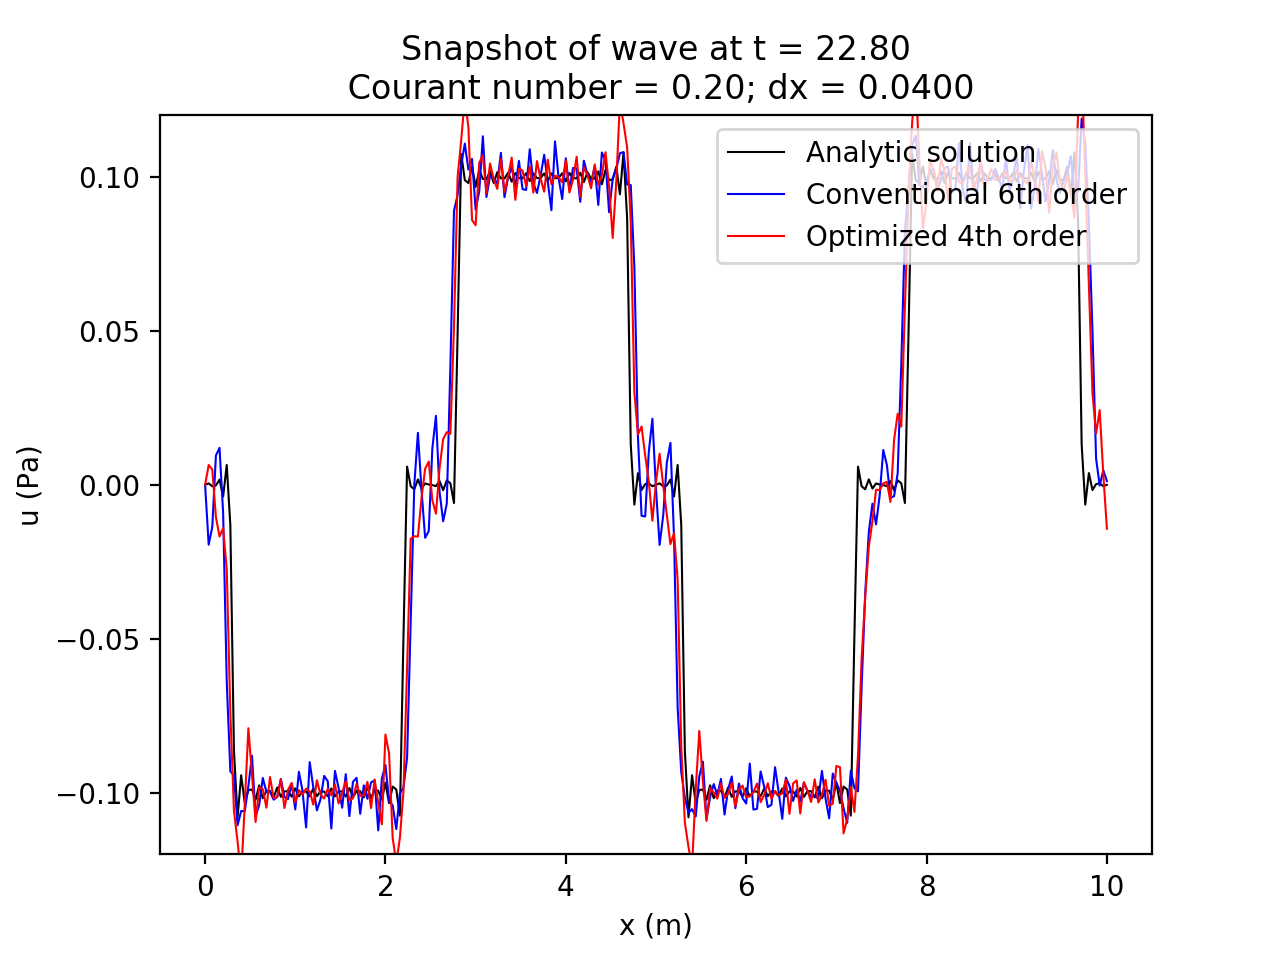 Snapshot of wave at t = 22.80
Courant number = 0.20; dx = 0.0400
Analytic solution
Conventional 6th order
Optimized 4th order
0.10
0.05
0.00
−0.05
−0.10
u (Pa)
0 2 4 6 8 10
x (m)